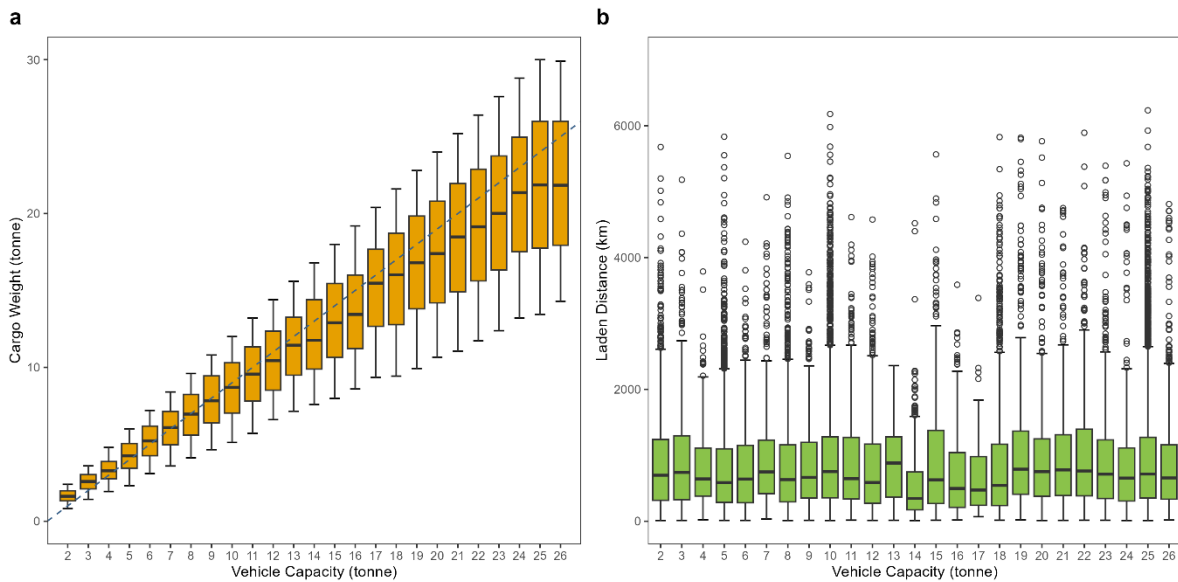 a
30
20
10
0
Cargo Weight (tonne)
2 3 4 5 6 7 8 9 10 11 12 13 14 15 16 17 18 19 20 21 22 23 24 25 26
Vehicle Capacity (tonne)
b
6000
4000
2000
0
Laden Distance (km)
2 3 4 5 6 7 8 9 10 11 12 13 14 15 16 17 18 19 20 21 22 23 24 25 26
Vehicle Capacity (tonne)